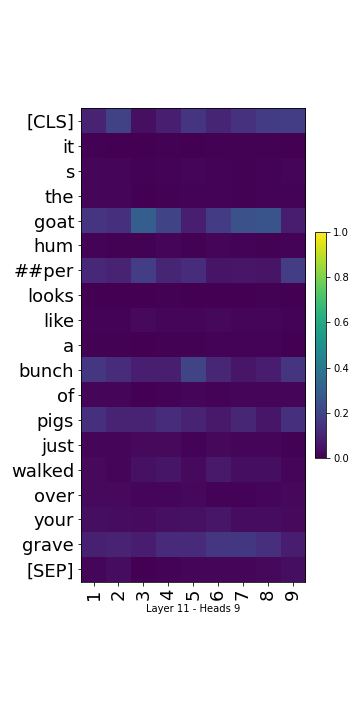 [CLS]
it
s
the
goat
hum
##per
looks
like
a
bunch
of
pigs
just
walked
over
your
grave
[SEP]
1 2 3 4 5 6 7 8 9
Layer 11 - Heads 9
1.0
0.8
0.6
0.4
0.2
0.0